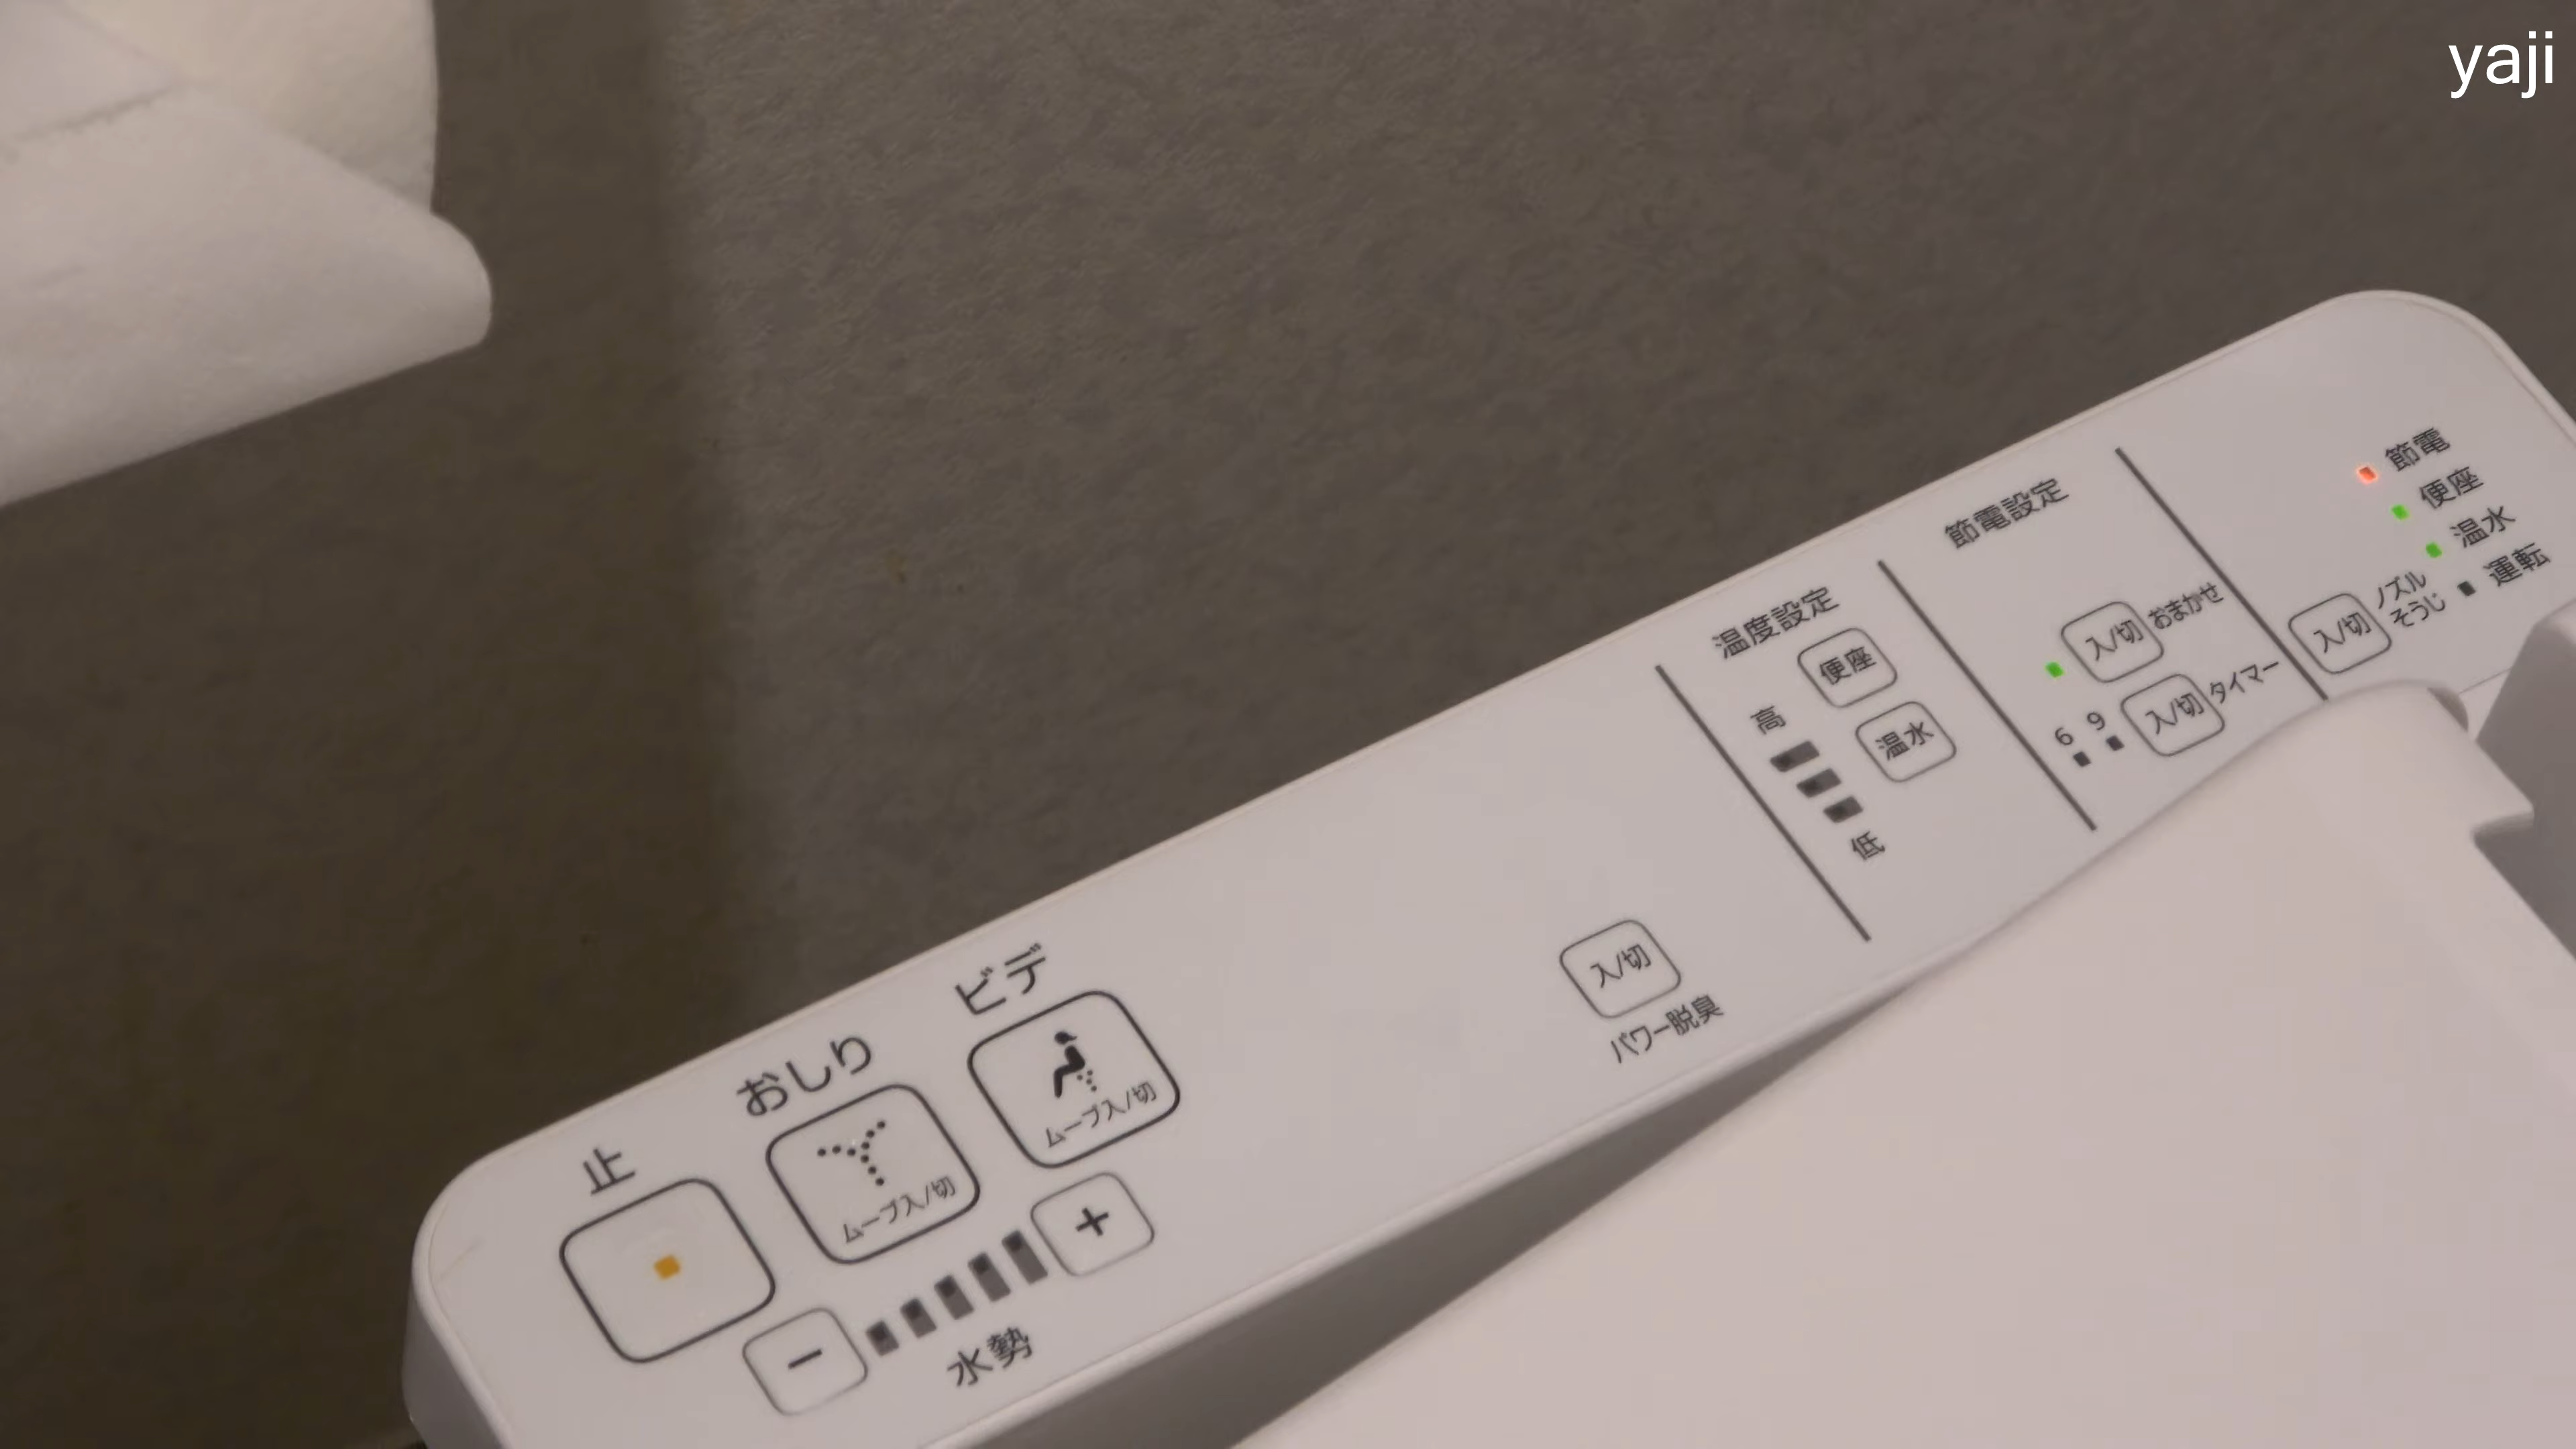 yaji
節電
便座
温水
運転
入/切
ノズル
そうじ
節電設定
入/切
おまかせ
6 9
入/切
タイマー
温度設定
便座
温水
高
低
入/切
パワー脱臭
ビデ
ムーブ入/切
おしり
ムーブ入/切
止
−
+
水勢